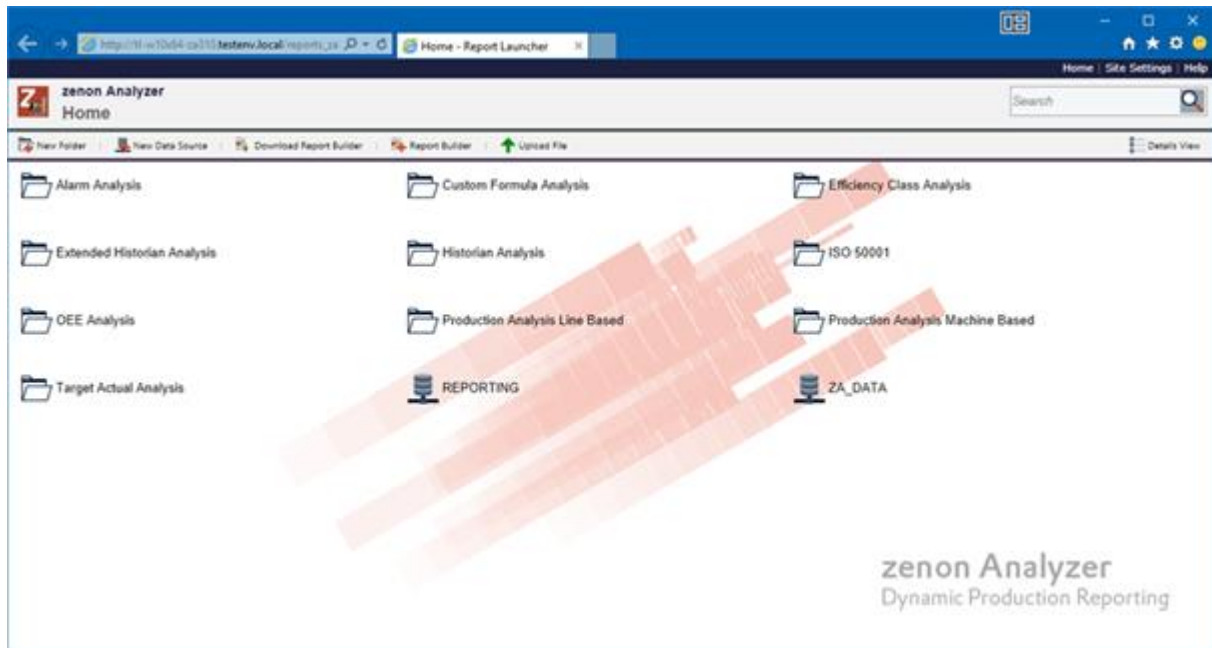 testenv.local
Home - Report Launcher
Home | Site Settings | Help
zenon Analyzer
Home
Search
New Folder | New Data Source | Download Report Builder | Report Builder | Upload File
Details View
Alarm Analysis Custom Formula Analysis Efficiency Class Analysis
Extended Historian Analysis Historian Analysis ISO 50001
OEE Analysis Production Analysis Line Based Production Analysis Machine Based
Target Actual Analysis REPORTING ZA_DATA
zenon Analyzer
Dynamic Production Reporting